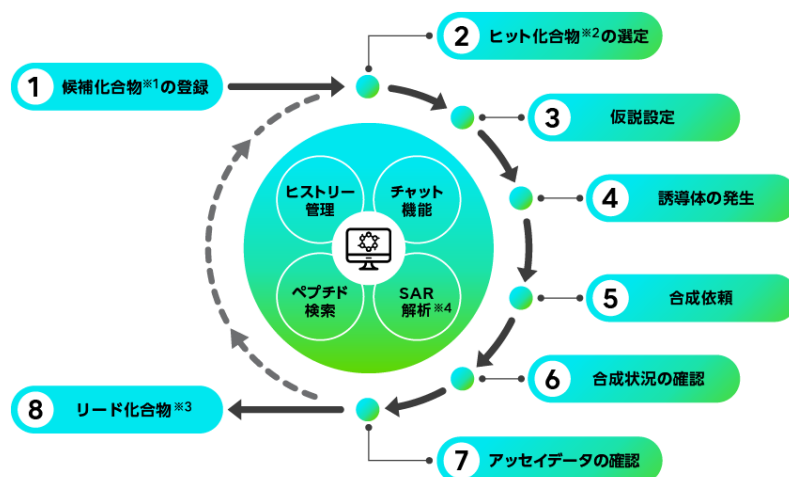 1 候補化合物※1の登録
2 ヒット化合物※2の選定
3 仮説設定
4 誘導体の発生
5 合成依頼
6 合成状況の確認
7 アッセイデータの確認
8 リード化合物※3
ヒストリー
管理
チャット
機能
ペプチド
検索
SAR
解析※4